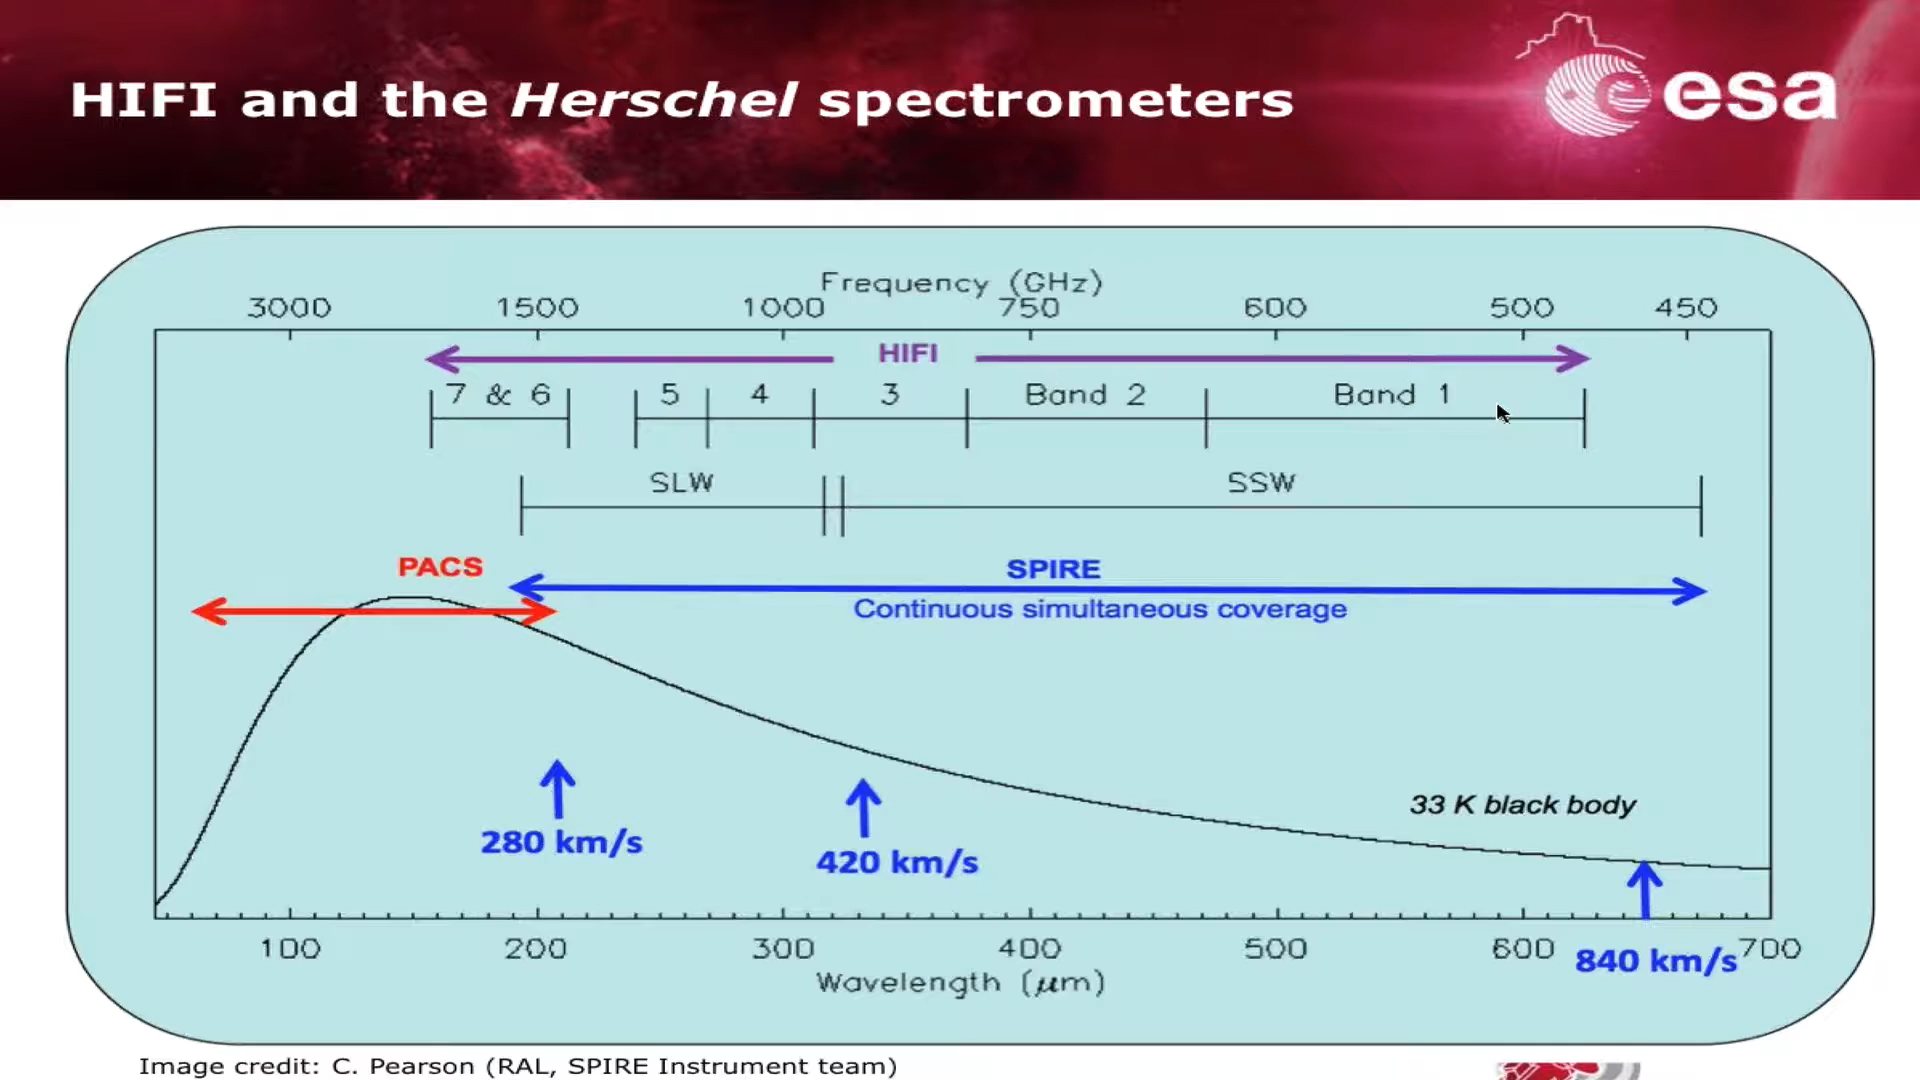 HIFI and the Herschel spectrometers
esa
Frequency (GHz)
3000 1500 1000 750 600 500 450
HIFI
7 & 6 5 4 3 Band 2 Band 1
SLW SSW
PACS
SPIRE
Continuous simultaneous coverage
33 K black body
280 km/s
420 km/s
840 km/s
100 200 300 400 500 600 700
Wavelength (μm)
Image credit: C. Pearson (RAL, SPIRE Instrument team)